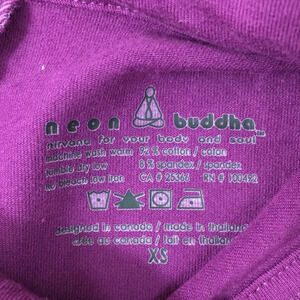 neon buddha™
nirvana for your body and soul
machine wash warm 92% cotton / coton
tumble dry low 8% spandex / spandex
no bleach low iron CA # 25366 RN # 100492
designed in canada / made in thailand
créé au canada / fait en thaïlande
XS